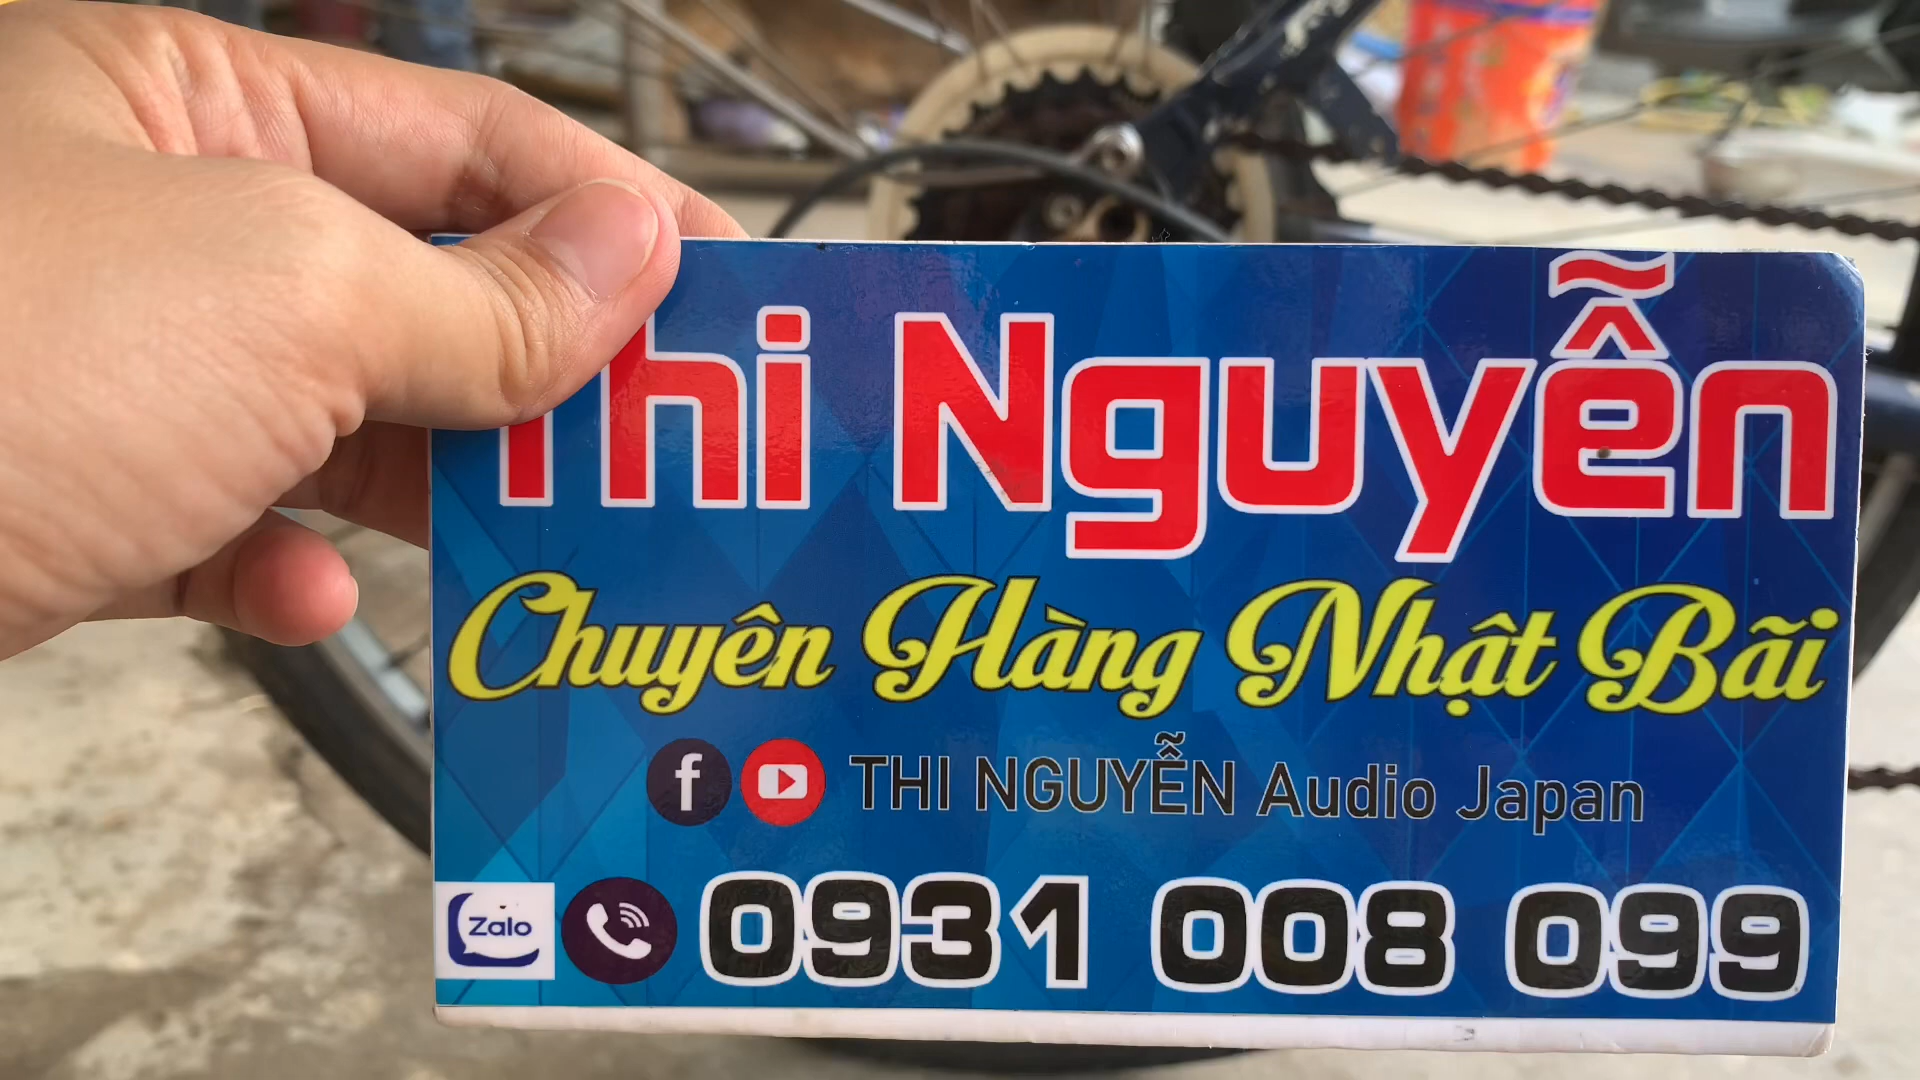 Thi Nguyễn
Chuyên Hàng Nhật Bãi
f THI NGUYỄN Audio Japan
Zalo 0931 008 099